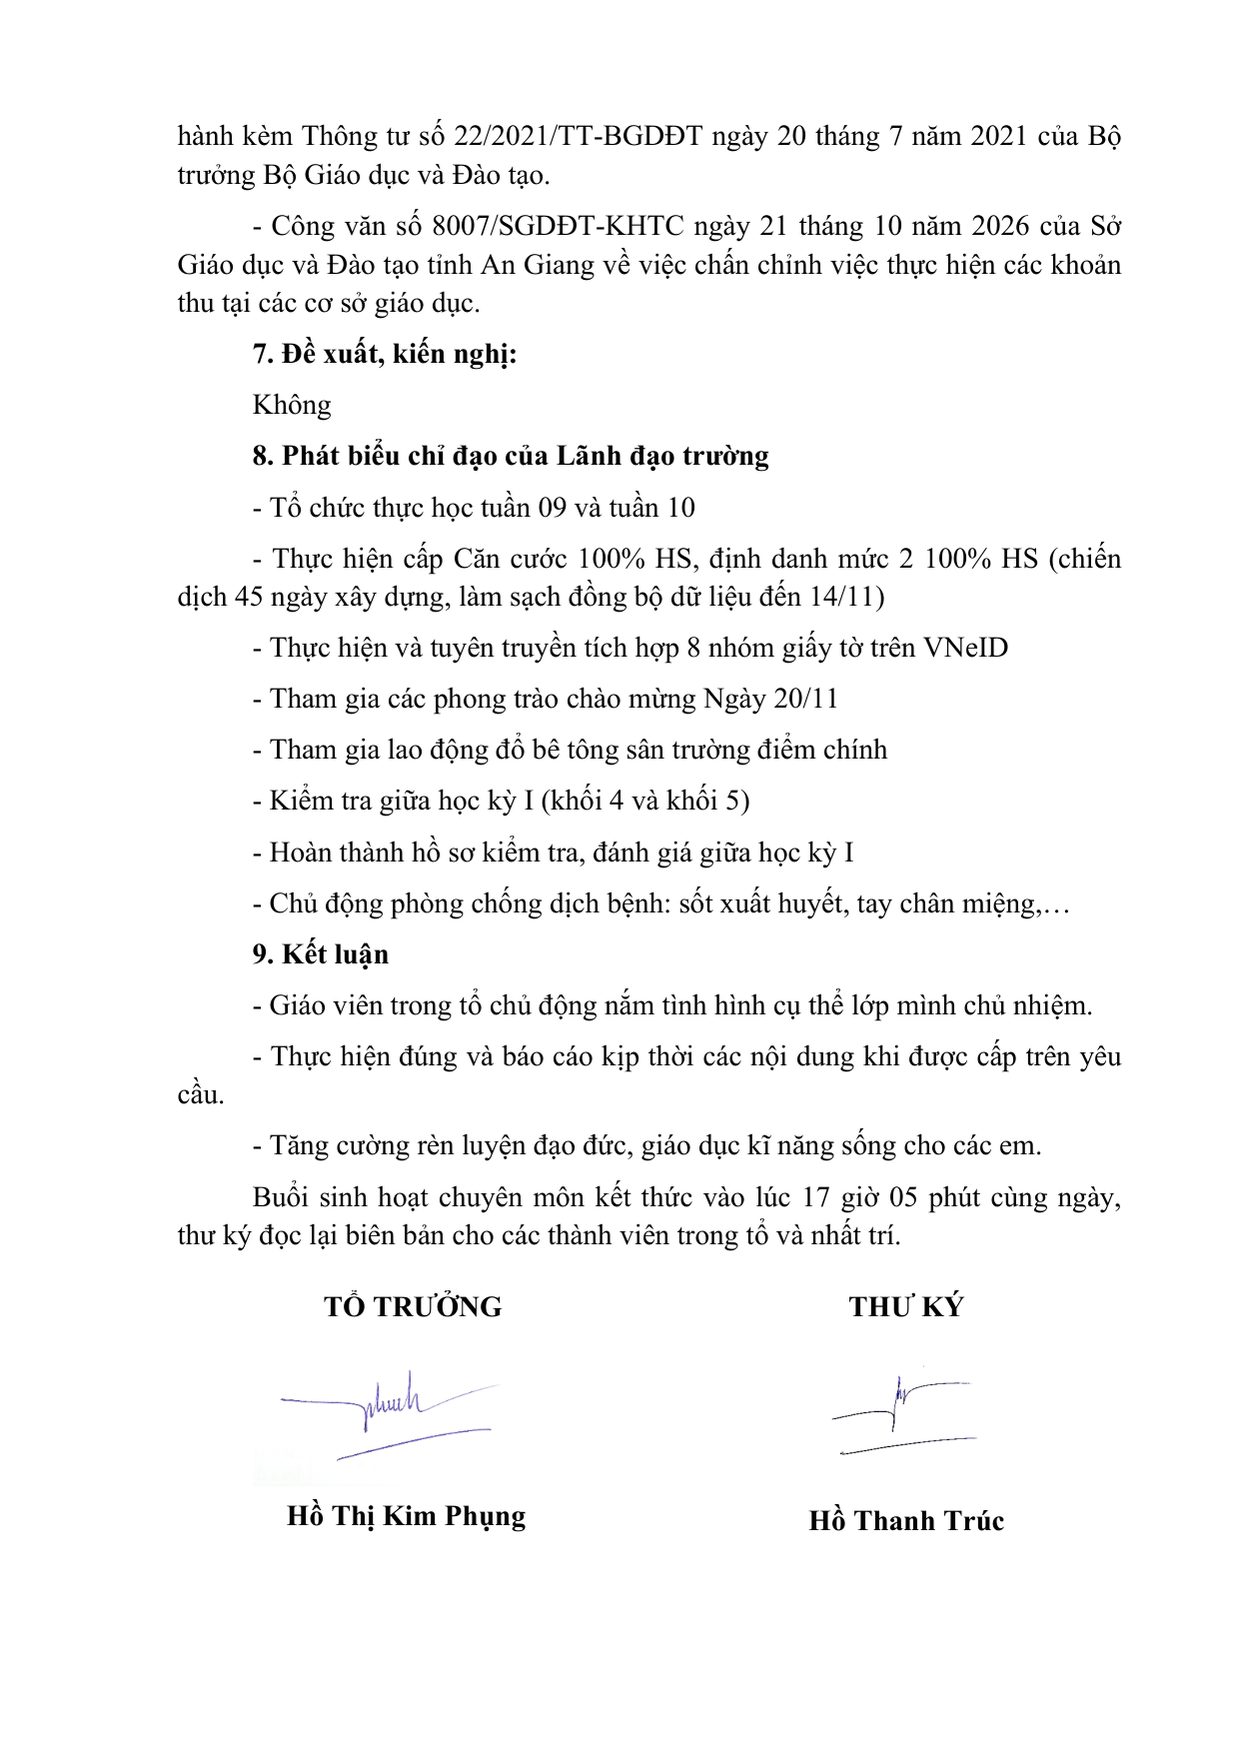 hành kèm Thông tư số 22/2021/TT-BGDĐT ngày 20 tháng 7 năm 2021 của Bộ
trưởng Bộ Giáo dục và Đào tạo.
- Công văn số 8007/SGDĐT-KHTC ngày 21 tháng 10 năm 2026 của Sở
Giáo dục và Đào tạo tỉnh An Giang về việc chấn chỉnh việc thực hiện các khoản
thu tại các cơ sở giáo dục.
7. Đề xuất, kiến nghị:
Không
8. Phát biểu chỉ đạo của Lãnh đạo trường
- Tổ chức thực học tuần 09 và tuần 10
- Thực hiện cấp Căn cước 100% HS, định danh mức 2 100% HS (chiến
dịch 45 ngày xây dựng, làm sạch đồng bộ dữ liệu đến 14/11)
- Thực hiện và tuyên truyền tích hợp 8 nhóm giấy tờ trên VNeID
- Tham gia các phong trào chào mừng Ngày 20/11
- Tham gia lao động đổ bê tông sân trường điểm chính
- Kiểm tra giữa học kỳ I (khối 4 và khối 5)
- Hoàn thành hồ sơ kiểm tra, đánh giá giữa học kỳ I
- Chủ động phòng chống dịch bệnh: sốt xuất huyết, tay chân miệng,…
9. Kết luận
- Giáo viên trong tổ chủ động nắm tình hình cụ thể lớp mình chủ nhiệm.
- Thực hiện đúng và báo cáo kịp thời các nội dung khi được cấp trên yêu
cầu.
- Tăng cường rèn luyện đạo đức, giáo dục kĩ năng sống cho các em.
Buổi sinh hoạt chuyên môn kết thúc vào lúc 17 giờ 05 phút cùng ngày,
thư ký đọc lại biên bản cho các thành viên trong tổ và nhất trí.
TỔ TRƯỞNG
THƯ KÝ
Hồ Thị Kim Phụng
Hồ Thanh Trúc